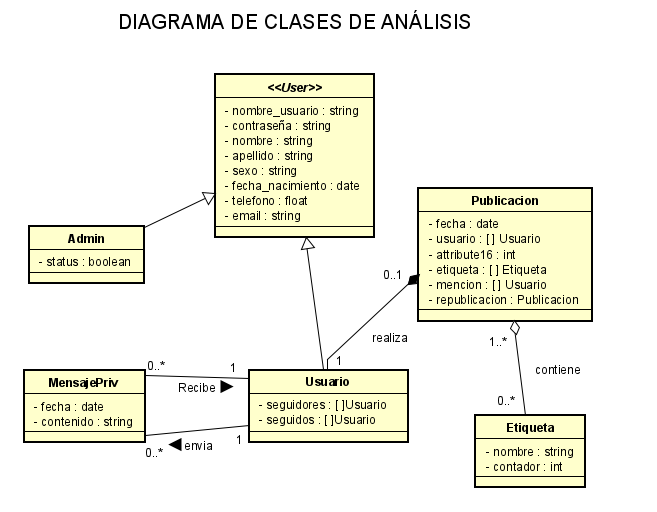 DIAGRAMA DE CLASES DE ANÁLISIS
<<User>>
- nombre_usuario : string
- contraseña : string
- nombre : string
- apellido : string
- sexo : string
- fecha_nacimiento : date
- telefono : float
- email : string
Admin
- status : boolean
Publicacion
- fecha : date
- usuario : [ ] Usuario
- attribute16 : int
- etiqueta : [ ] Etiqueta
- mencion : [ ] Usuario
- republicacion : Publicacion
0..1
realiza
1
1..*
contiene
0..*
MensajePriv
- fecha : date
- contenido : string
0..*
1
Recibe
0..*
envia
1
Usuario
- seguidores : [ ]Usuario
- seguidos : [ ]Usuario
Etiqueta
- nombre : string
- contador : int